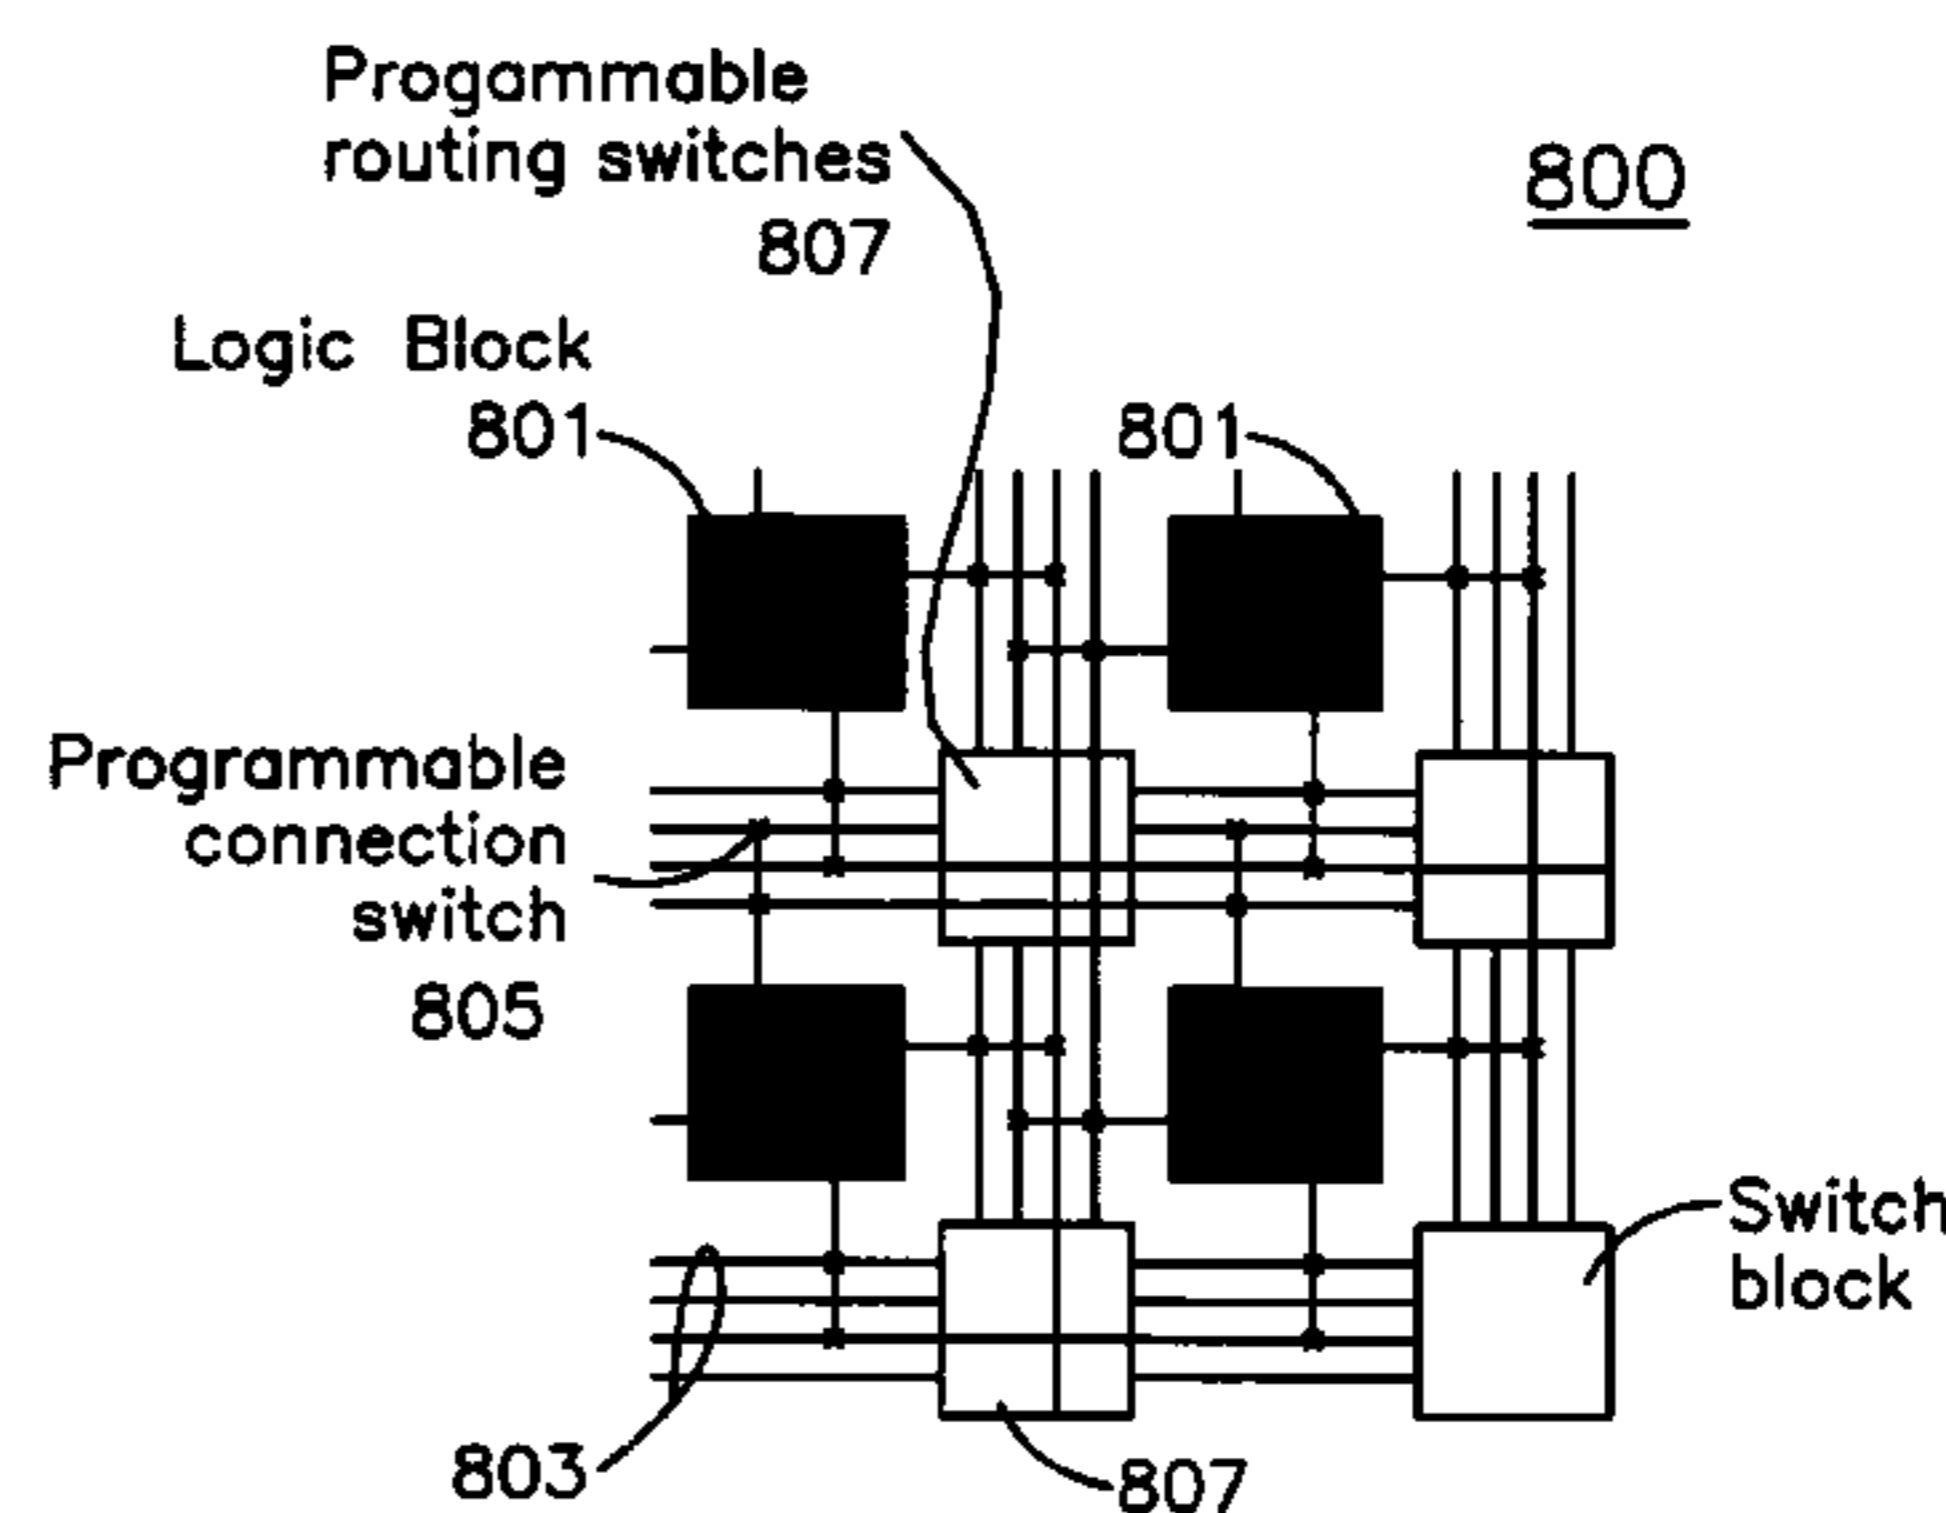 Progammable
routing switches
807
800
Logic Block
801
801
Programmable
connection
switch
805
Switch
block
803
807